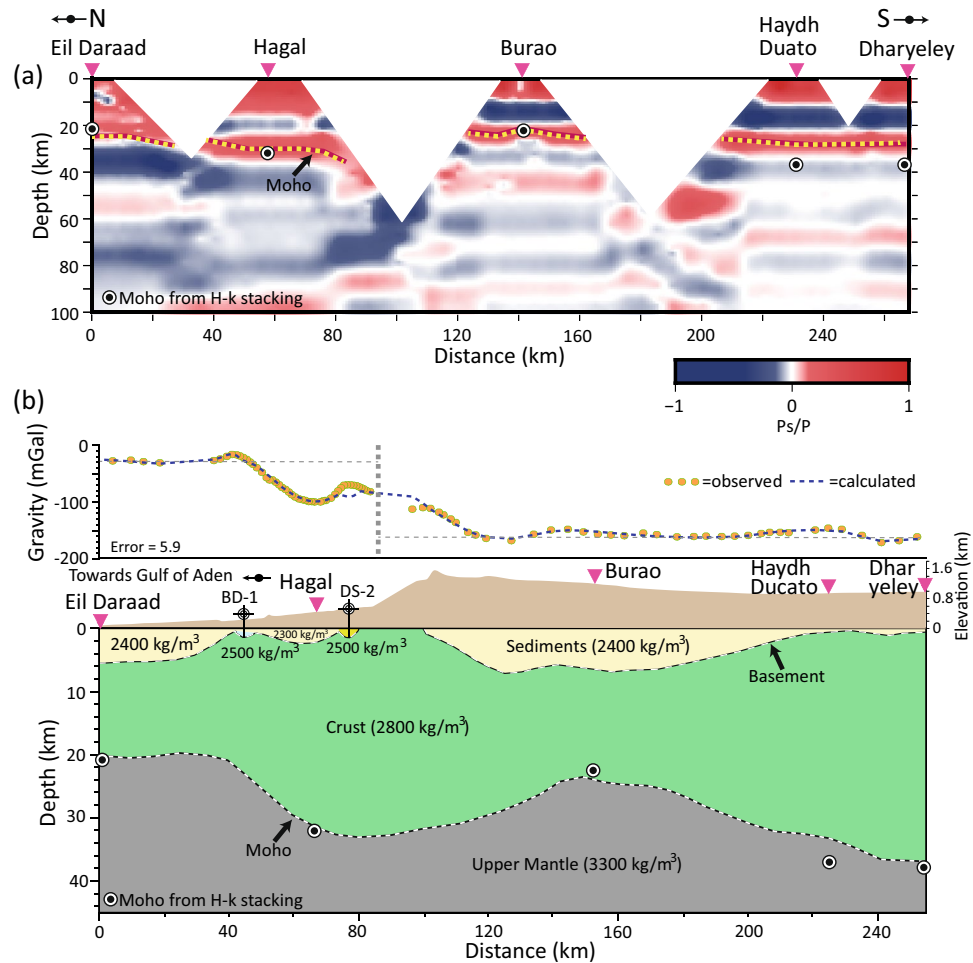 N
S
Eil Daraad
Hagal
Burao
Haydh
Duato
Dharyeley
(a)
0
20
40
60
80
100
Depth (km)
Moho
Moho from H-k stacking
0
40
80
120
160
200
240
Distance (km)
−1
0
1
Ps/P
(b)
0
-100
-200
Gravity (mGal)
=observed
=calculated
Error = 5.9
Towards Gulf of Aden
Eil Daraad
BD-1
Hagal
DS-2
Burao
Haydh
Ducato
Dhar
yeley
1.6
0.8
0
Elevation (km)
0
10
20
30
40
Depth (km)
2400 kg/m³
2500 kg/m³
2300 kg/m³
2500 kg/m³
Sediments (2400 kg/m³)
Basement
Crust (2800 kg/m³)
Moho
Upper Mantle (3300 kg/m³)
Moho from H-k stacking
0
40
80
120
160
200
240
Distance (km)